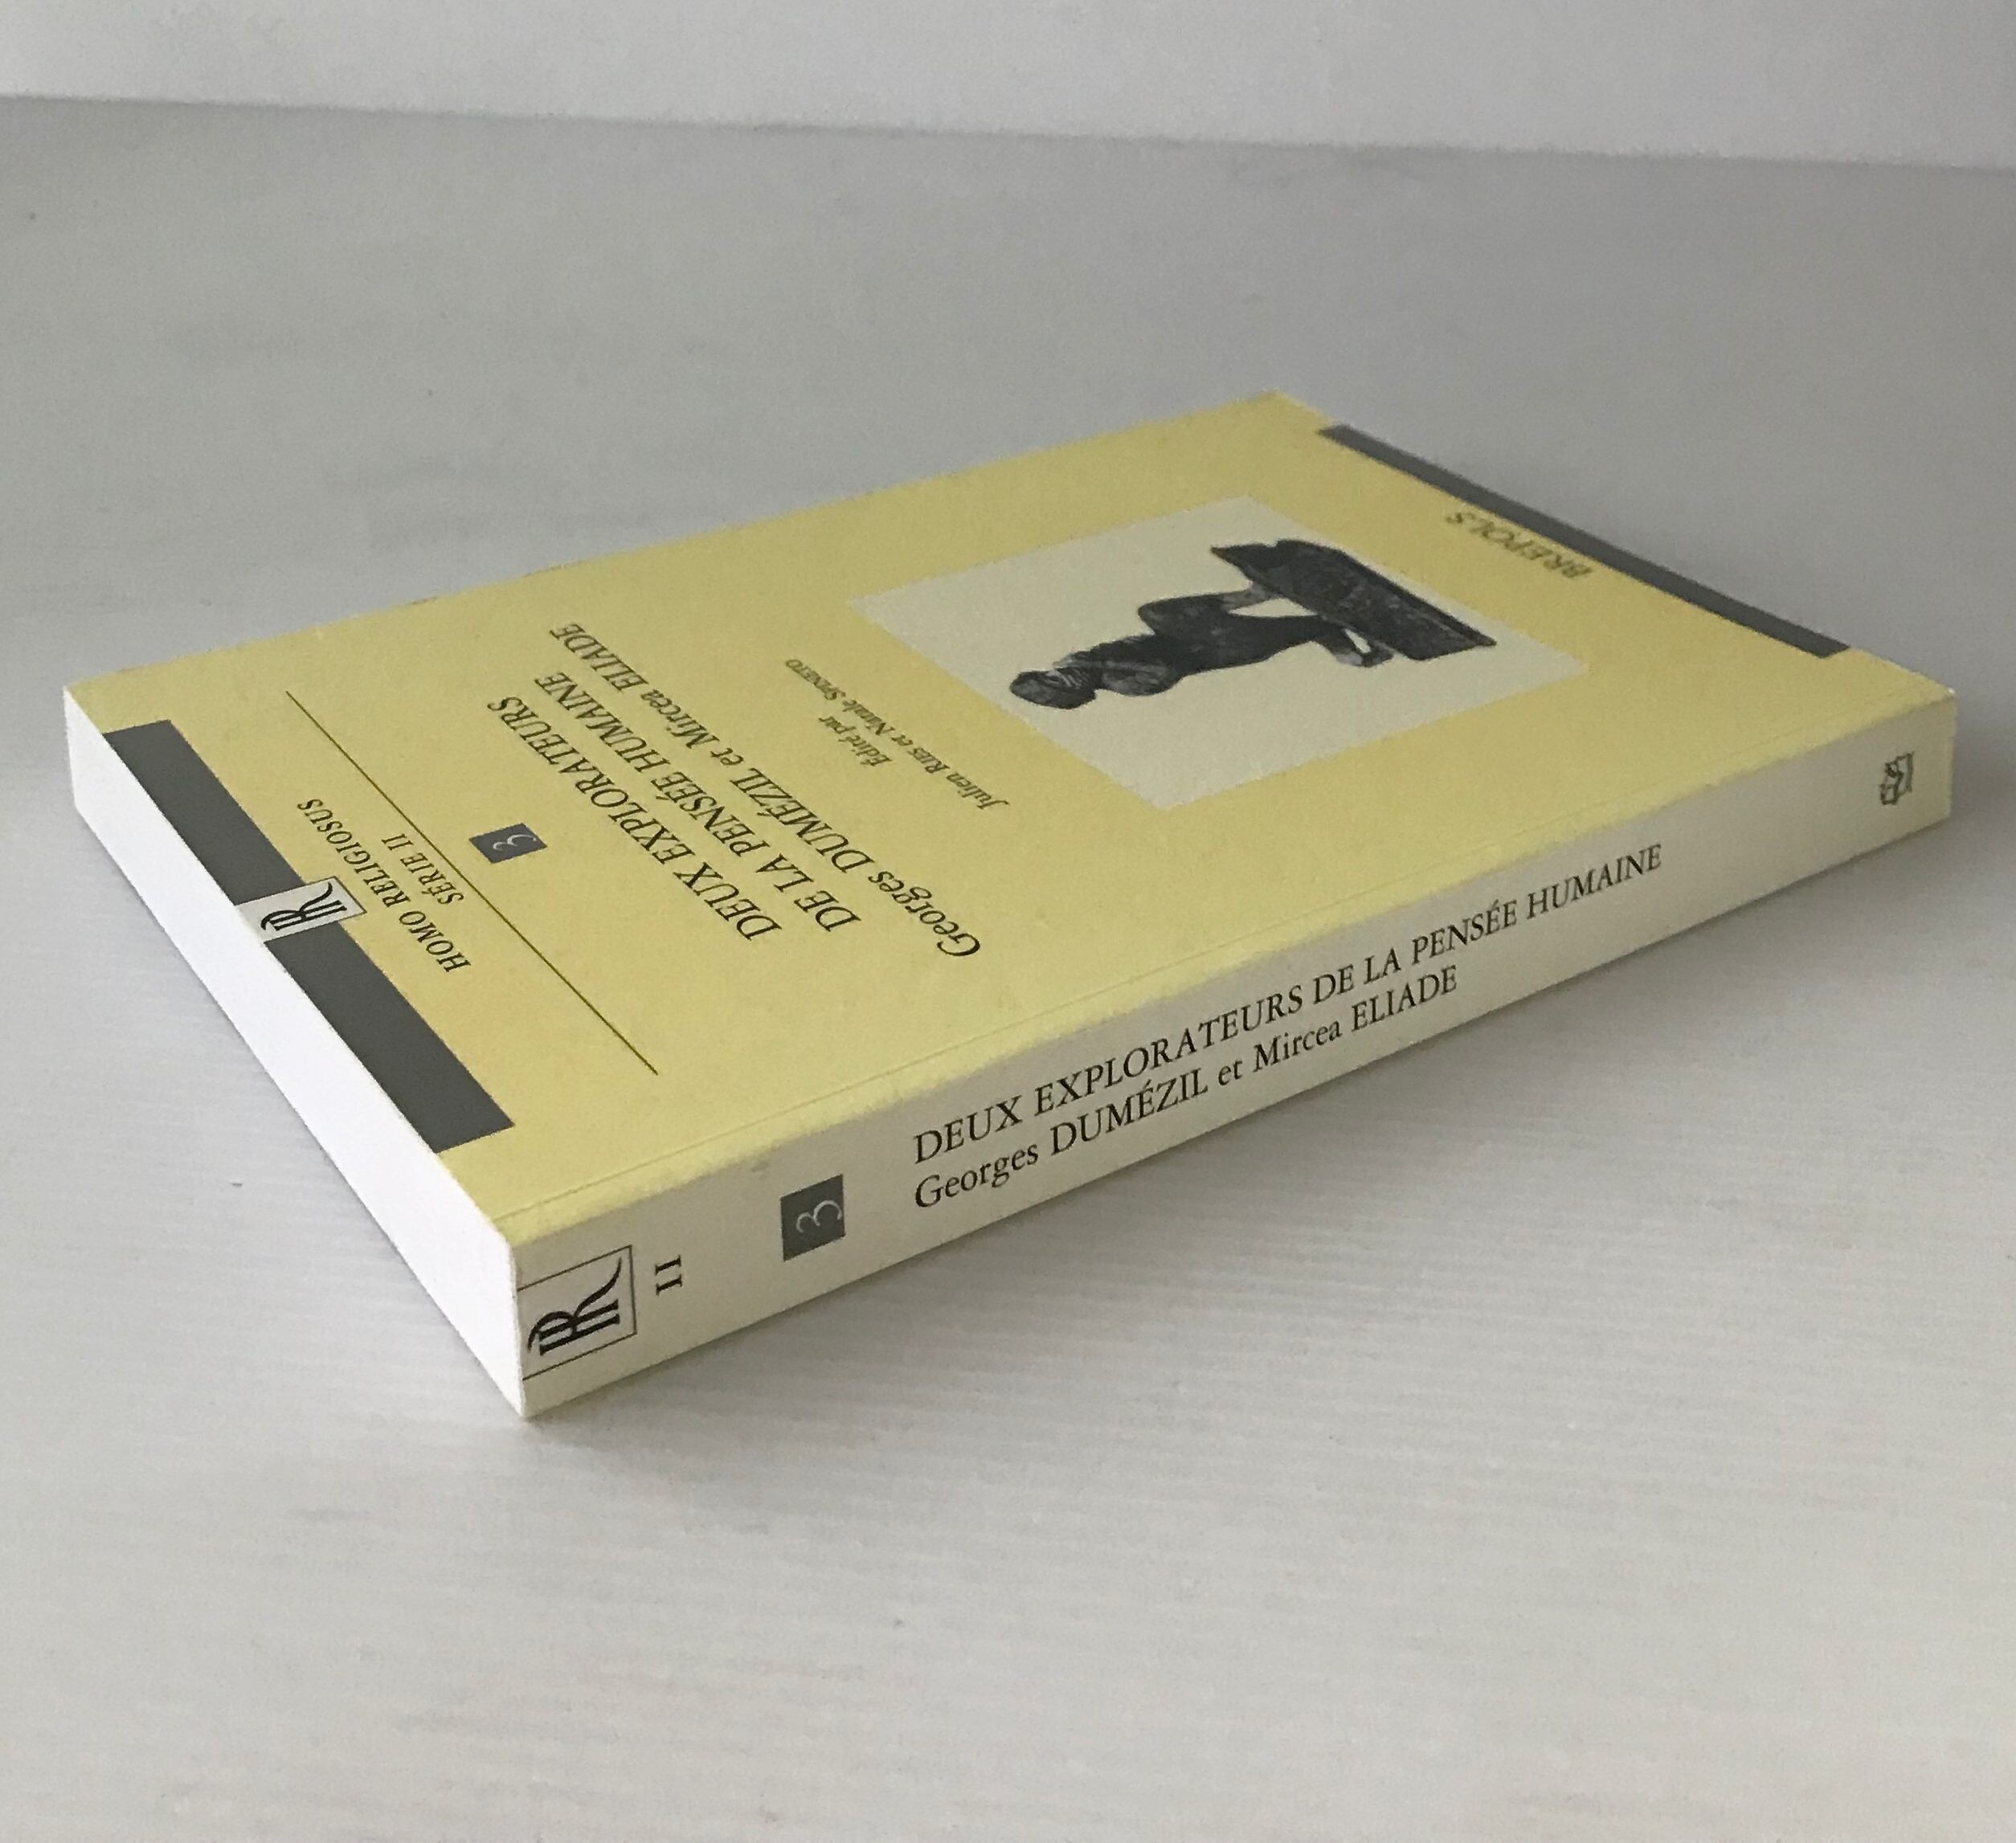 HOMO RELIGIOSUS
SÉRIE II
3
DEUX EXPLORATEURS
DE LA PENSÉE HUMAINE
Georges DUMÉZIL et Mircea ELIADE
Édité par
Julien RIES et Natale SPINETO
BREPOLS
II
3
DEUX EXPLORATEURS DE LA PENSÉE HUMAINE
Georges DUMÉZIL et Mircea ELIADE